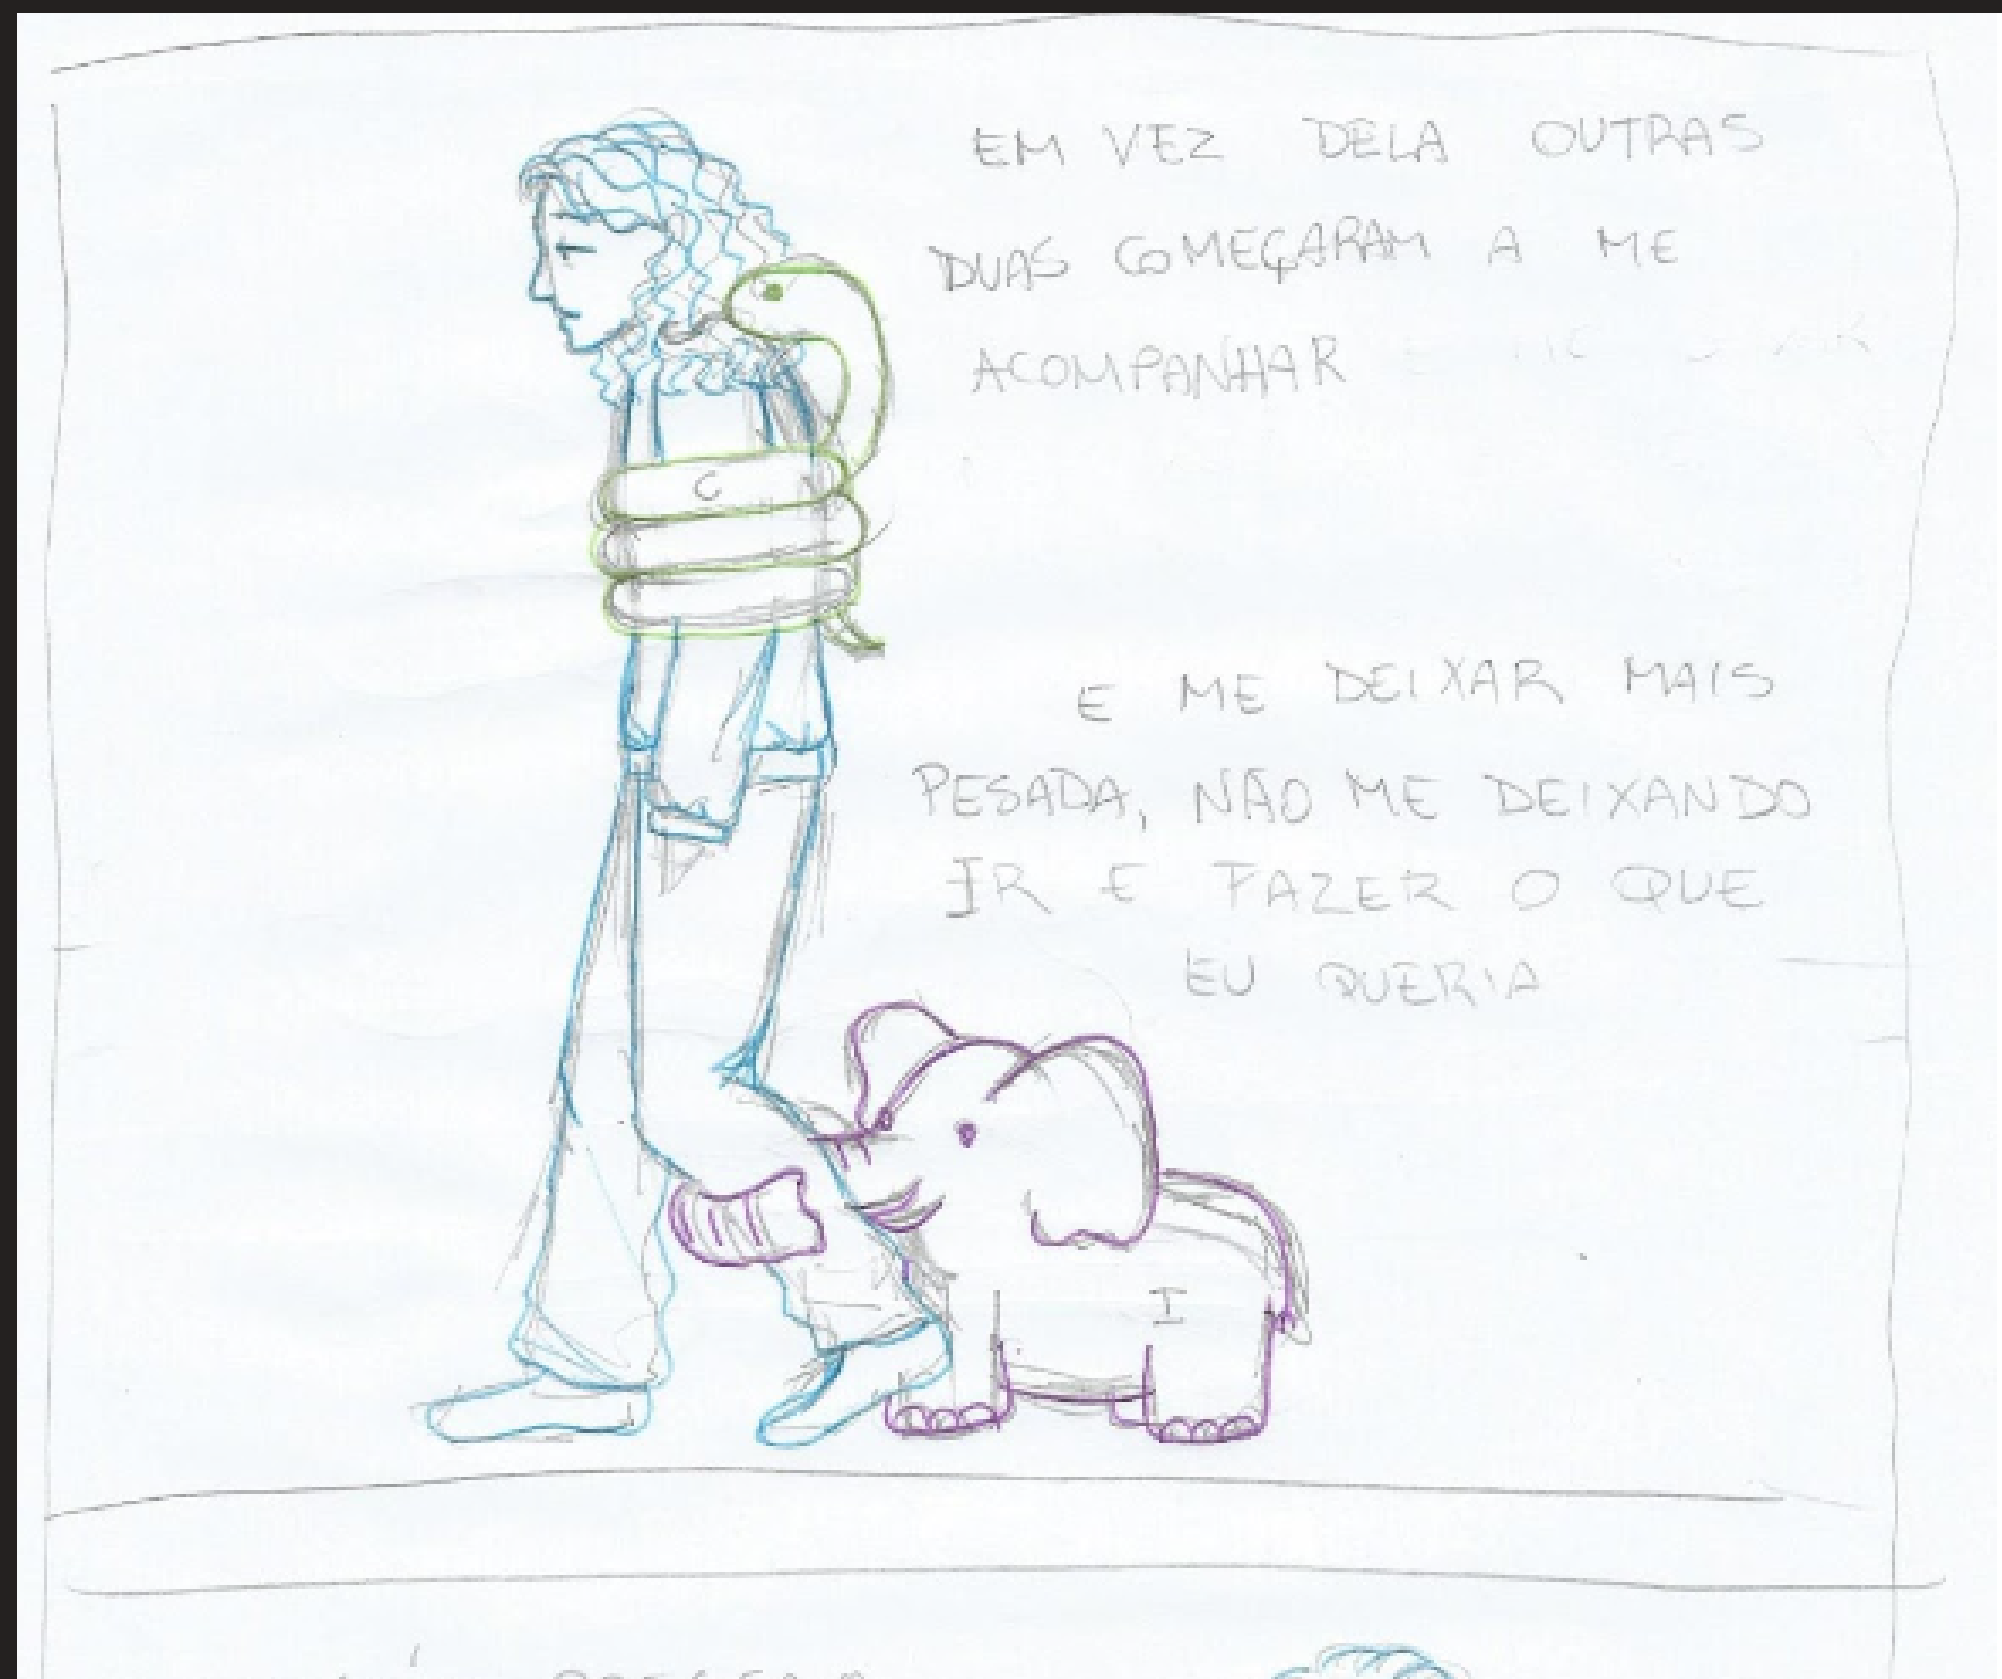 EM VEZ DELA OUTRAS
DUAS COMEÇARAM A ME
ACOMPANHAR
C
E ME DEIXAR MAIS
PESADA, NÃO ME DEIXANDO
IR E FAZER O QUE
EU QUERIA
I